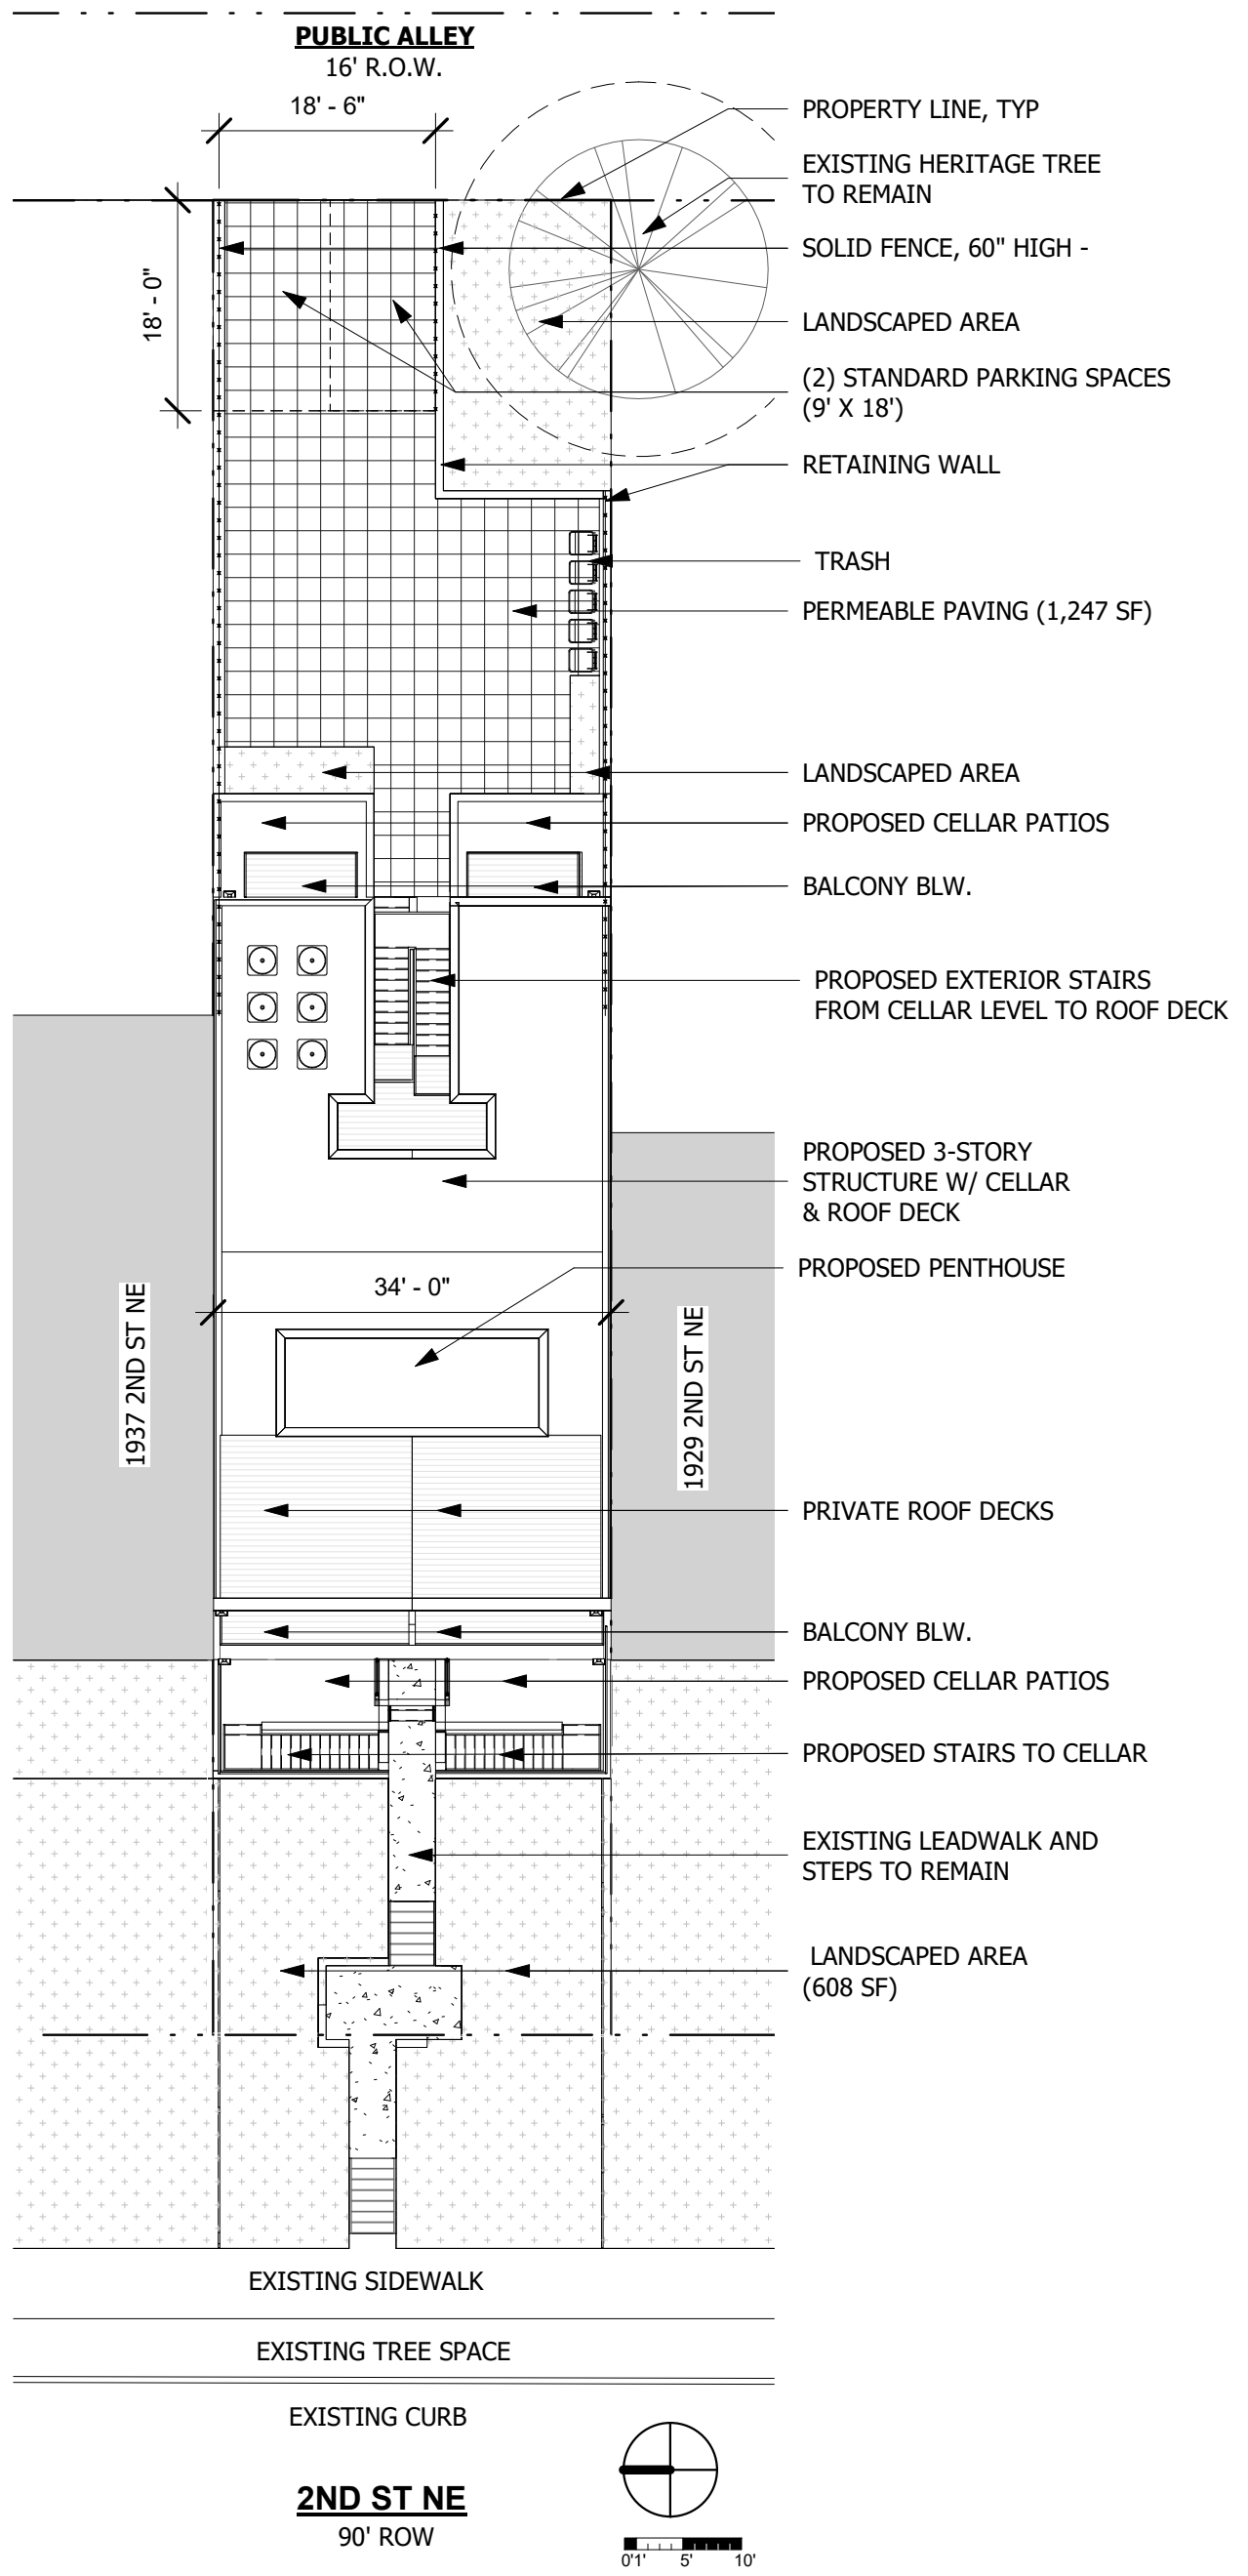 PUBLIC ALLEY
16' R.O.W.
18' - 6"
PROPERTY LINE, TYP
EXISTING HERITAGE TREE
TO REMAIN
SOLID FENCE, 60" HIGH -
18' - 0"
LANDSCAPED AREA
(2) STANDARD PARKING SPACES
(9' X 18')
RETAINING WALL
TRASH
PERMEABLE PAVING (1,247 SF)
LANDSCAPED AREA
PROPOSED CELLAR PATIOS
BALCONY BLW.
PROPOSED EXTERIOR STAIRS
FROM CELLAR LEVEL TO ROOF DECK
PROPOSED 3-STORY
STRUCTURE W/ CELLAR
& ROOF DECK
PROPOSED PENTHOUSE
34' - 0"
1937 2ND ST NE
1929 2ND ST NE
PRIVATE ROOF DECKS
BALCONY BLW.
PROPOSED CELLAR PATIOS
PROPOSED STAIRS TO CELLAR
EXISTING LEADWALK AND
STEPS TO REMAIN
LANDSCAPED AREA
(608 SF)
EXISTING SIDEWALK
EXISTING TREE SPACE
EXISTING CURB
2ND ST NE
90' ROW
0'1' 5' 10'